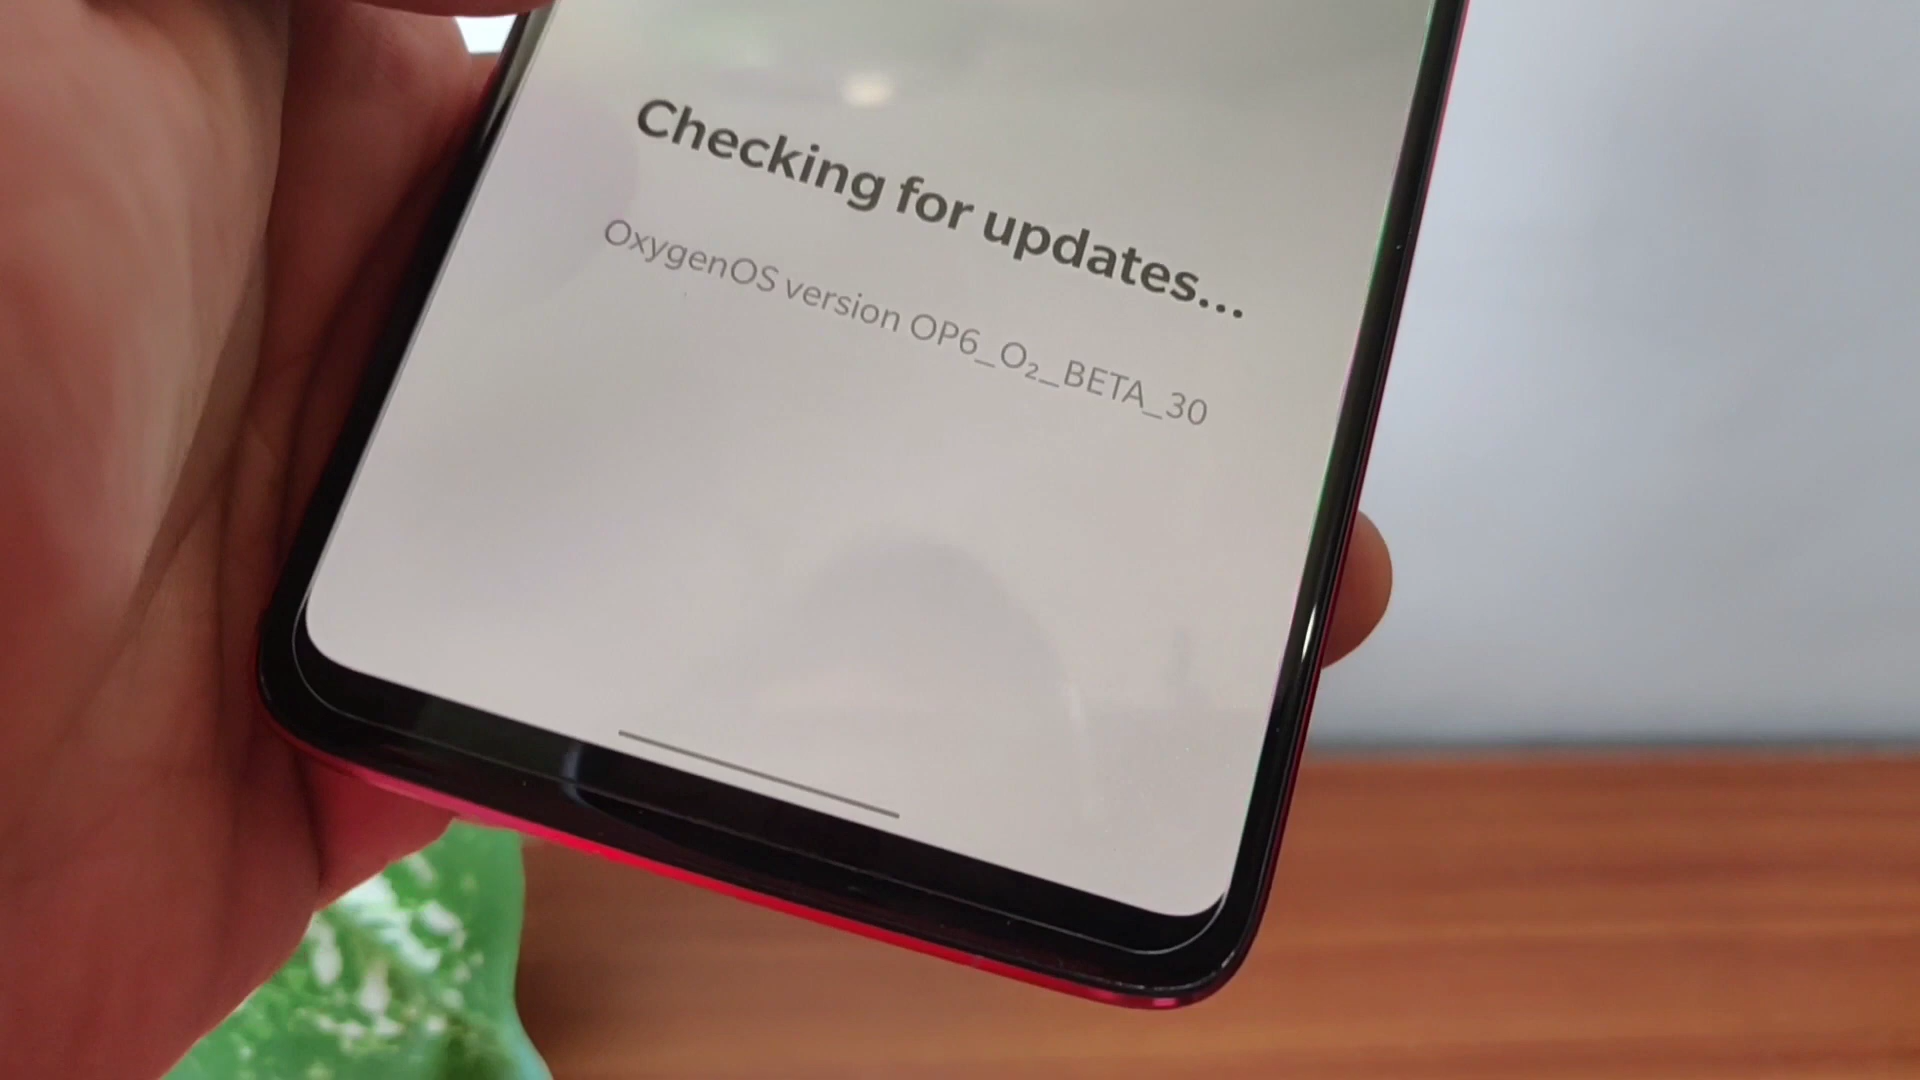 Checking for updates...
OxygenOS version OP6_O₂_BETA_30